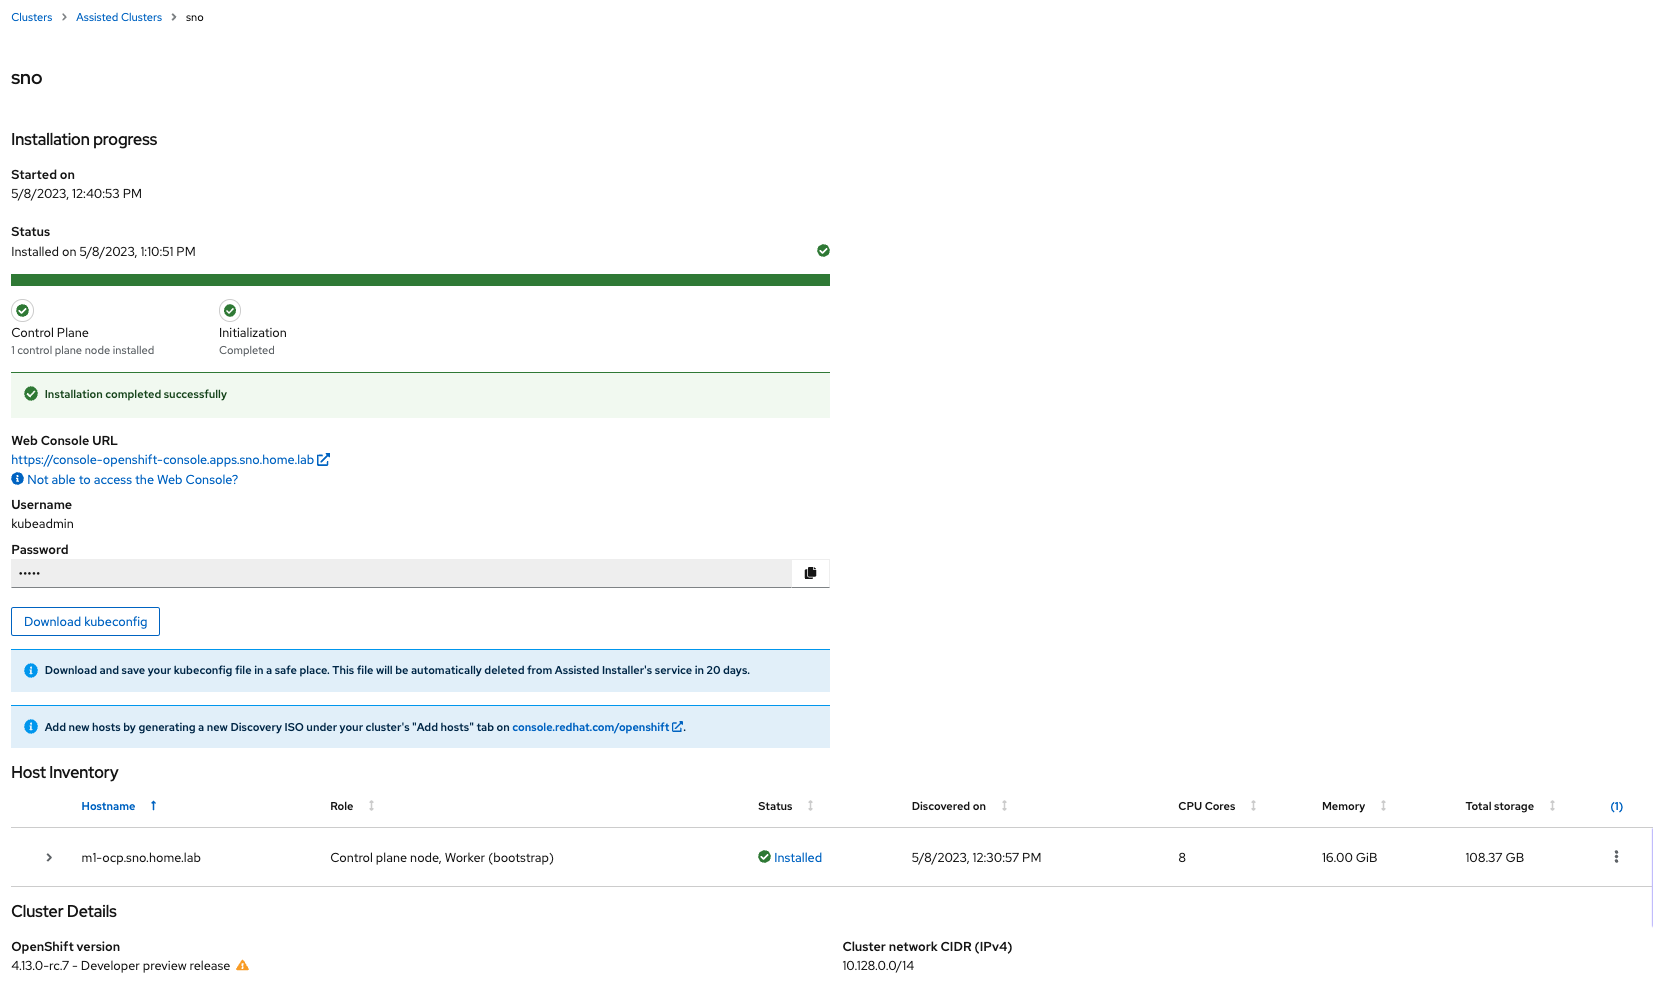 Clusters > Assisted Clusters > sno
sno
Installation progress
Started on
5/8/2023, 12:40:53 PM
Status
Installed on 5/8/2023, 1:10:51 PM
Control Plane
1 control plane node installed
Initialization
Completed
Installation completed successfully
Web Console URL
https://console-openshift-console.apps.sno.home.lab
Not able to access the Web Console?
Username
kubeadmin
Password
•••••
Download kubeconfig
Download and save your kubeconfig file in a safe place. This file will be automatically deleted from Assisted Installer's service in 20 days.
Add new hosts by generating a new Discovery ISO under your cluster's "Add hosts" tab on console.redhat.com/openshift.
Host Inventory
Hostname Role Status Discovered on CPU Cores Memory Total storage (1)
m1-ocp.sno.home.lab Control plane node, Worker (bootstrap) Installed 5/8/2023, 12:30:57 PM 8 16.00 GiB 108.37 GB
Cluster Details
OpenShift version
4.13.0-rc.7 - Developer preview release
Cluster network CIDR (IPv4)
10.128.0.0/14